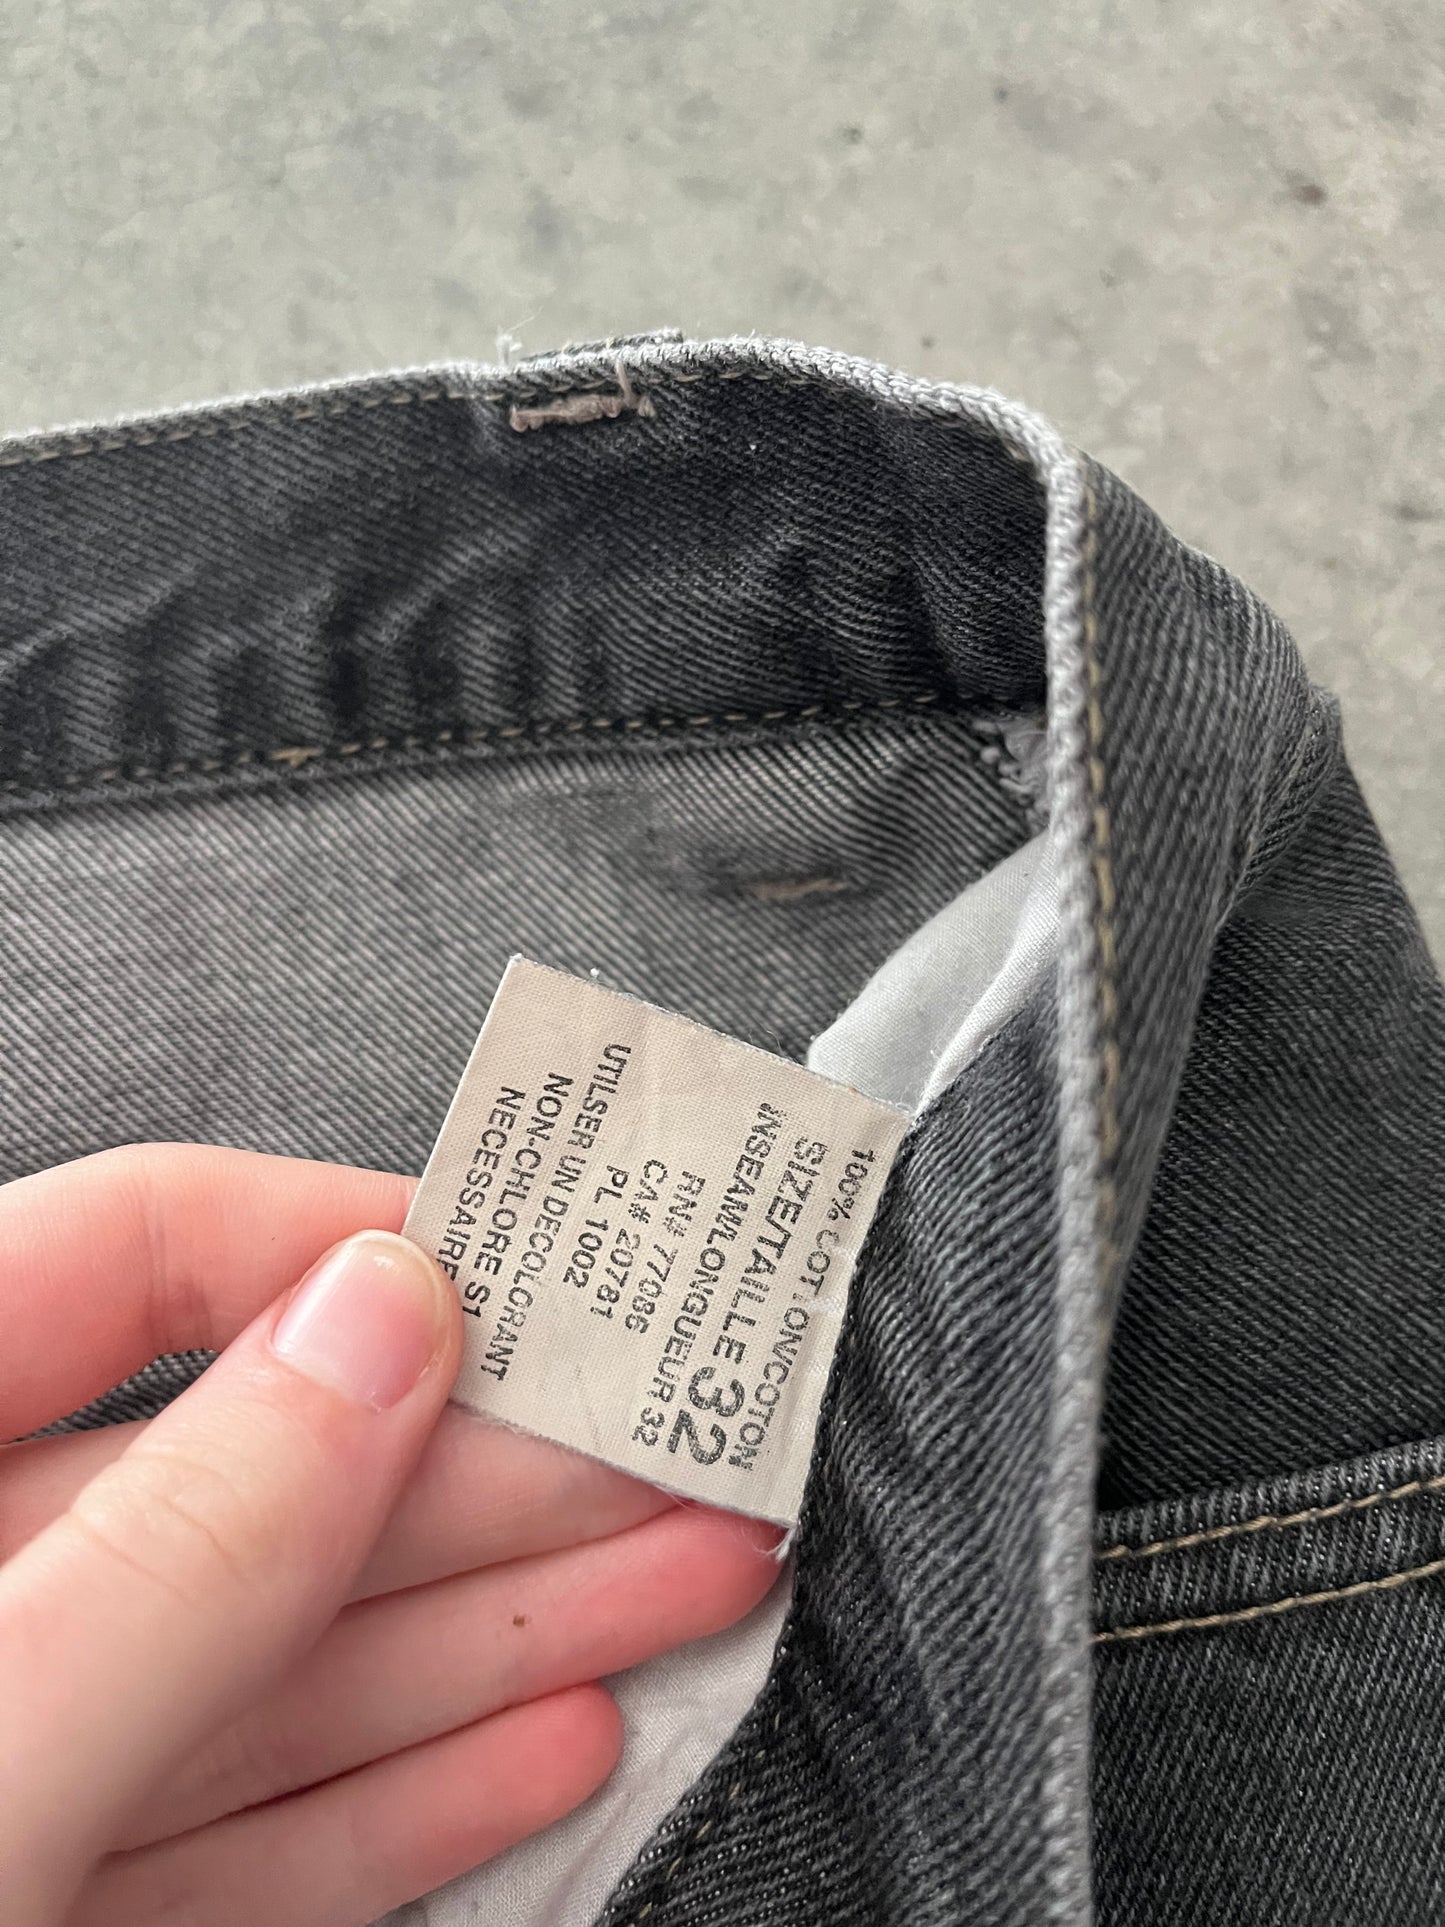 100% COTTON/COTON
SIZE/TAILLE 32
INSEAM/LONGUEUR 32
RN# 77086
CA# 20781
PL 1002
UTILSER UN DECOLORANT
NON-CHLORE S1
NECESSAIRE